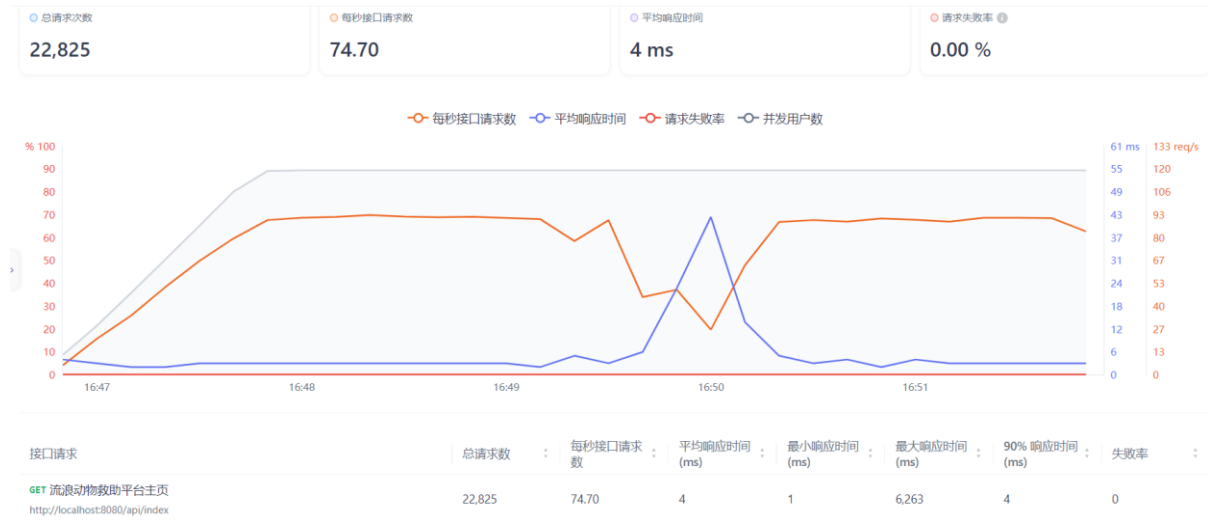 总请求次数 每秒接口请求数 平均响应时间 请求失败率
22,825 74.70 4 ms 0.00 %
每秒接口请求数 平均响应时间 请求失败率 并发用户数
% 100 61 ms 133 req/s
90 55 120
80 49 106
70 43 93
60 37 80
50 31 67
40 24 53
30 18 40
20 12 27
10 6 13
0 0 0
16:47 16:48 16:49 16:50 16:51
接口请求 总请求数 每秒接口请求数 平均响应时间 (ms) 最小响应时间 (ms) 最大响应时间 (ms) 90% 响应时间 (ms) 失败率
GET 流浪动物救助平台主页 22,825 74.70 4 1 6,263 4 0
http://localhost:8080/api/index